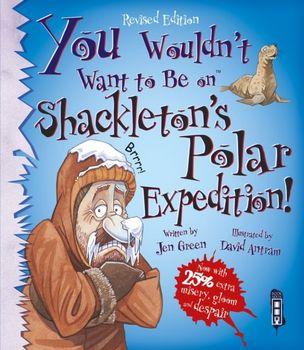 Revised Edition
You Wouldn't
Want to Be on™
Shackleton's
Polar
Expedition!
Brrrr!
Written by
Jen Green
Illustrated by
David Antram
Now with
25% extra
misery, gloom
and despair